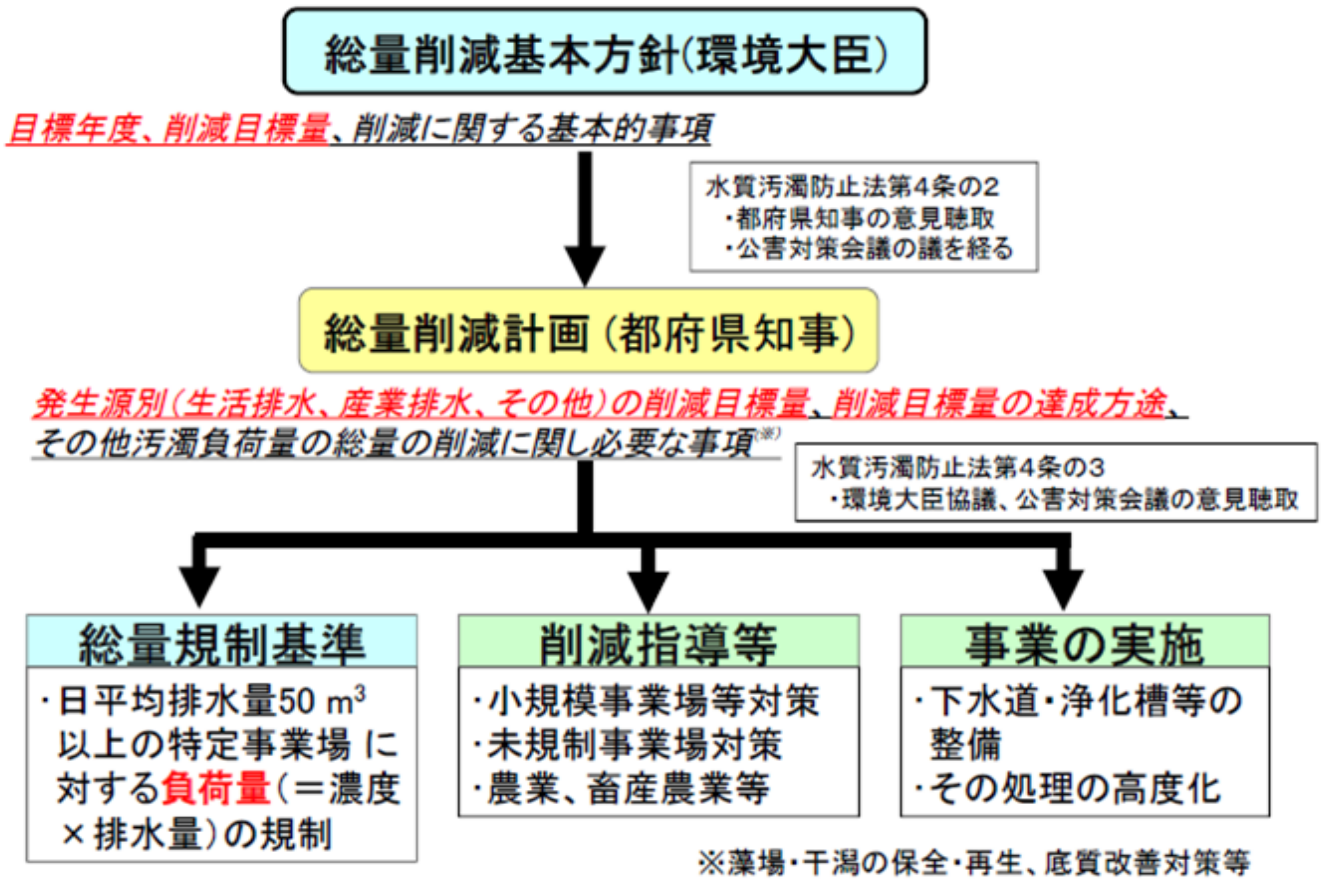 総量削減基本方針(環境大臣)
目標年度、削減目標量、削減に関する基本的事項
水質汚濁防止法第4条の2
・都府県知事の意見聴取
・公害対策会議の議を経る
総量削減計画(都府県知事)
発生源別(生活排水、産業排水、その他)の削減目標量、削減目標量の達成方途、
その他汚濁負荷量の総量の削減に関し必要な事項(※)
水質汚濁防止法第4条の3
・環境大臣協議、公害対策会議の意見聴取
総量規制基準
・日平均排水量50 m³
以上の特定事業場 に
対する負荷量(=濃度
×排水量)の規制
削減指導等
・小規模事業場等対策
・未規制事業場対策
・農業、畜産農業等
事業の実施
・下水道・浄化槽等の
整備
・その処理の高度化
※藻場・干潟の保全・再生、底質改善対策等